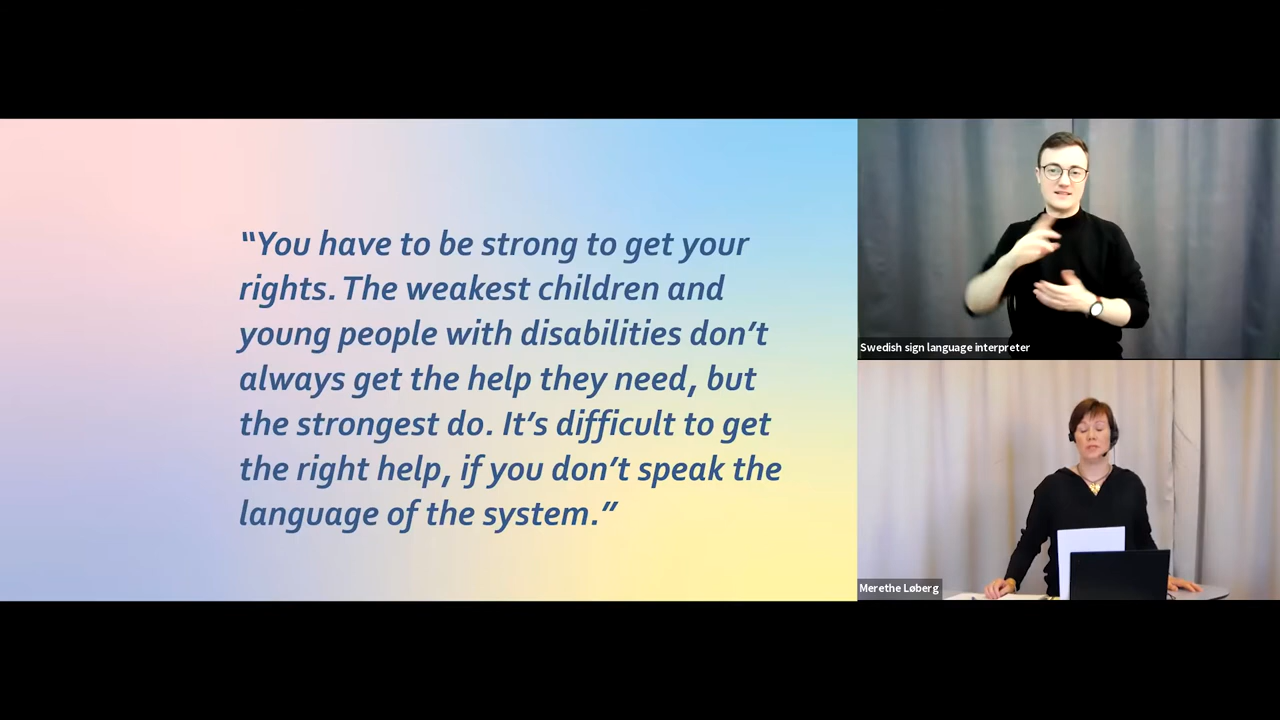 “You have to be strong to get your
rights. The weakest children and
young people with disabilities don’t
always get the help they need, but
the strongest do. It’s difficult to get
the right help, if you don’t speak the
language of the system.”
Swedish sign language interpreter
Merethe Løberg